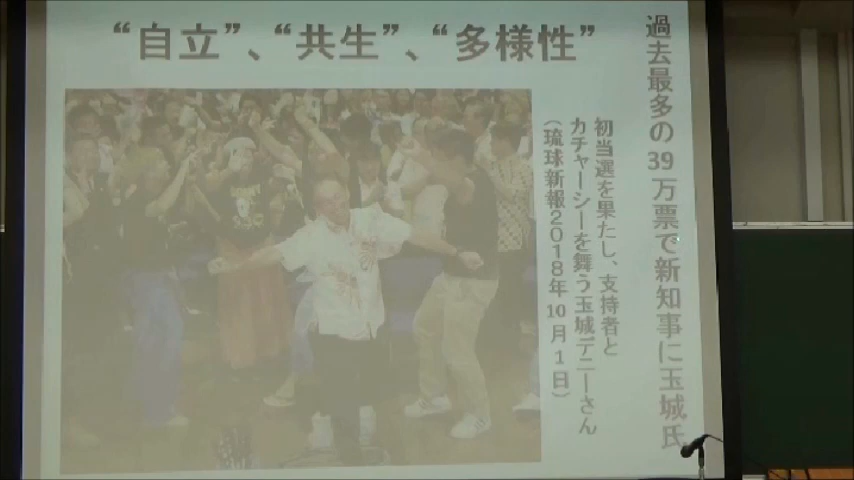 “自立”、“共生”、“多様性”
過去最多の39万票で新知事に玉城氏
初当選を果たし、支持者と
カチャーシーを舞う玉城デニーさん
（琉球新報２０１８年10月１日）